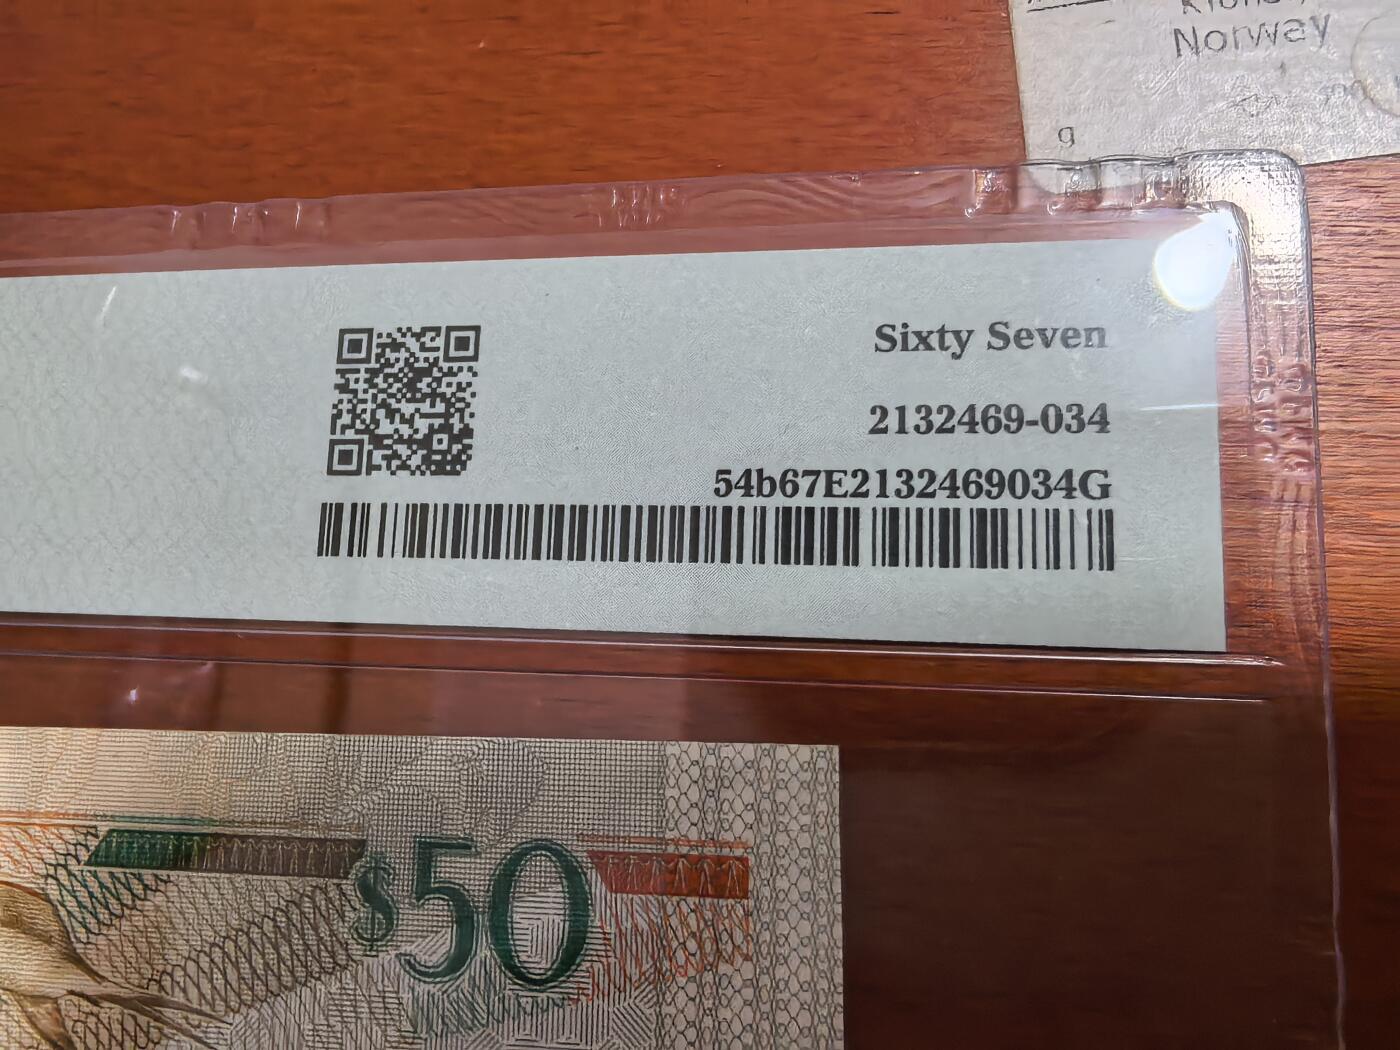 Norway
g
Sixty Seven
2132469-034
54b67E2132469034G
$50